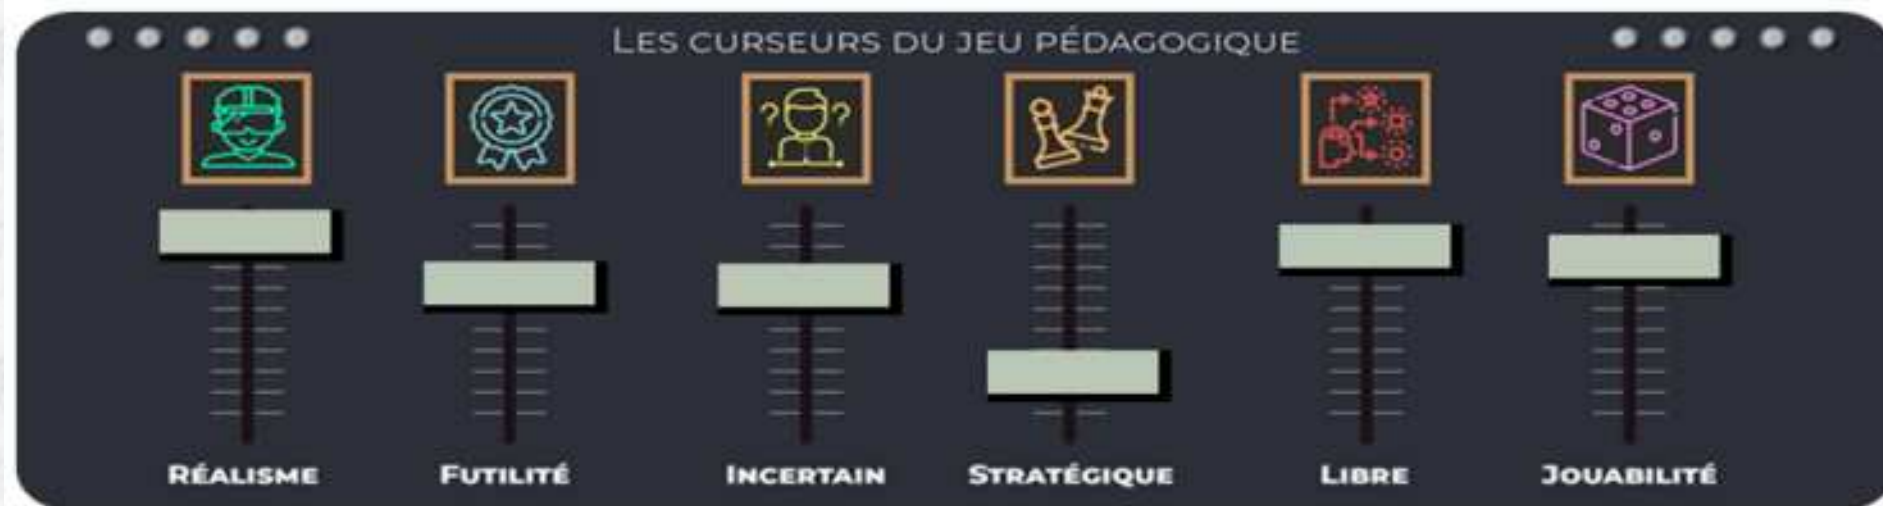 LES CURSEURS DU JEU PÉDAGOGIQUE
? ?
RÉALISME FUTILITÉ INCERTAIN STRATÉGIQUE LIBRE JOUABILITÉ